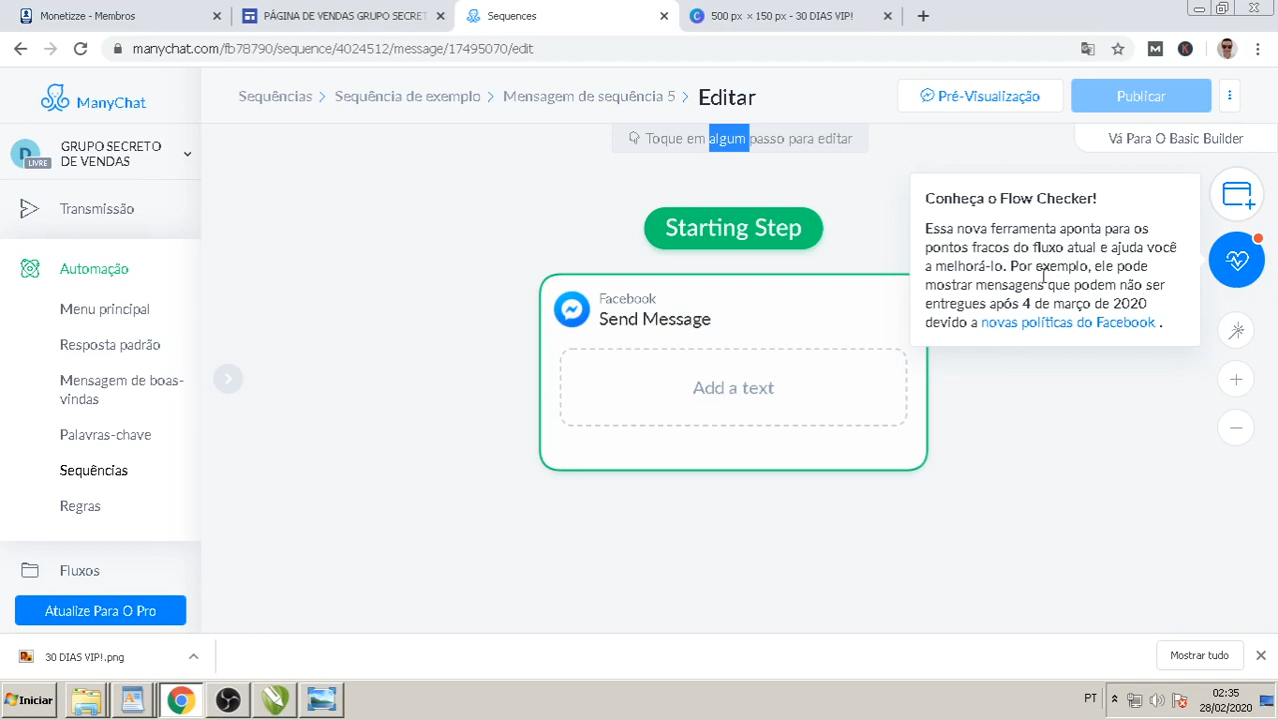 Monetizze - Membros
PÁGINA DE VENDAS GRUPO SECRET
Sequences
500 px × 150 px - 30 DIAS VIP!
manychat.com/fb78790/sequence/4024512/message/17495070/edit
ManyChat
Sequências > Sequência de exemplo > Mensagem de sequência 5 > Editar
Pré-Visualização
Publicar
Toque em algum passo para editar
Vá Para O Basic Builder
GRUPO SECRETO
DE VENDAS
LIVRE
Transmissão
Automação
Menu principal
Resposta padrão
Mensagem de boas-
vindas
Palavras-chave
Sequências
Regras
Fluxos
Atualize Para O Pro
Starting Step
Facebook
Send Message
Add a text
Conheça o Flow Checker!
Essa nova ferramenta aponta para os
pontos fracos do fluxo atual e ajuda você
a melhorá-lo. Por exemplo, ele pode
mostrar mensagens que podem não ser
entregues após 4 de março de 2020
devido a novas políticas do Facebook .
30 DIAS VIP!.png
Mostrar tudo
Iniciar
PT
02:35
28/02/2020